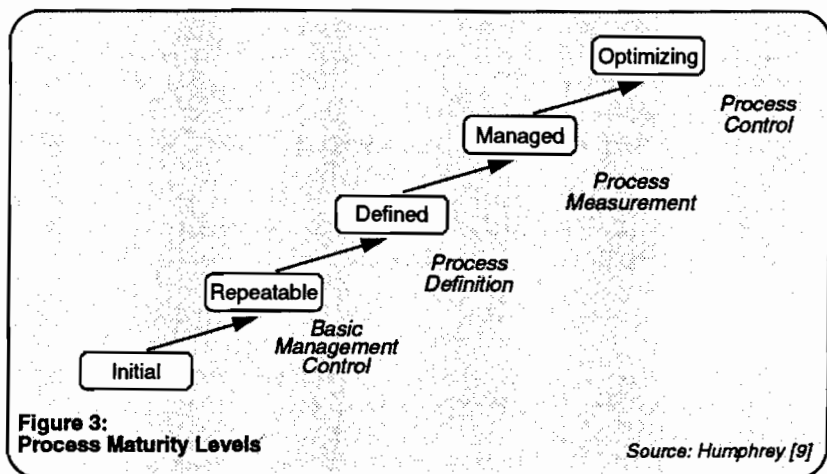 Optimizing
Process
Control
Managed
Process
Measurement
Defined
Process
Definition
Repeatable
Basic
Management
Control
Initial
Figure 3:
Process Maturity Levels
Source: Humphrey [9]